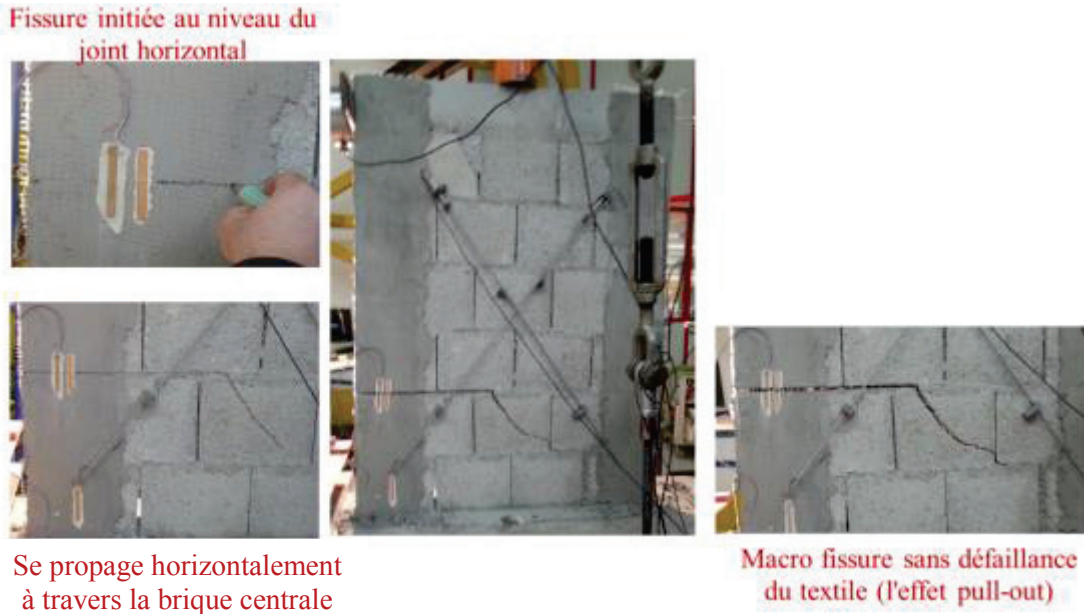 Fissure initiée au niveau du
joint horizontal
Se propage horizontalement
à travers la brique centrale
Macro fissure sans défaillance
du textile (l'effet pull-out)